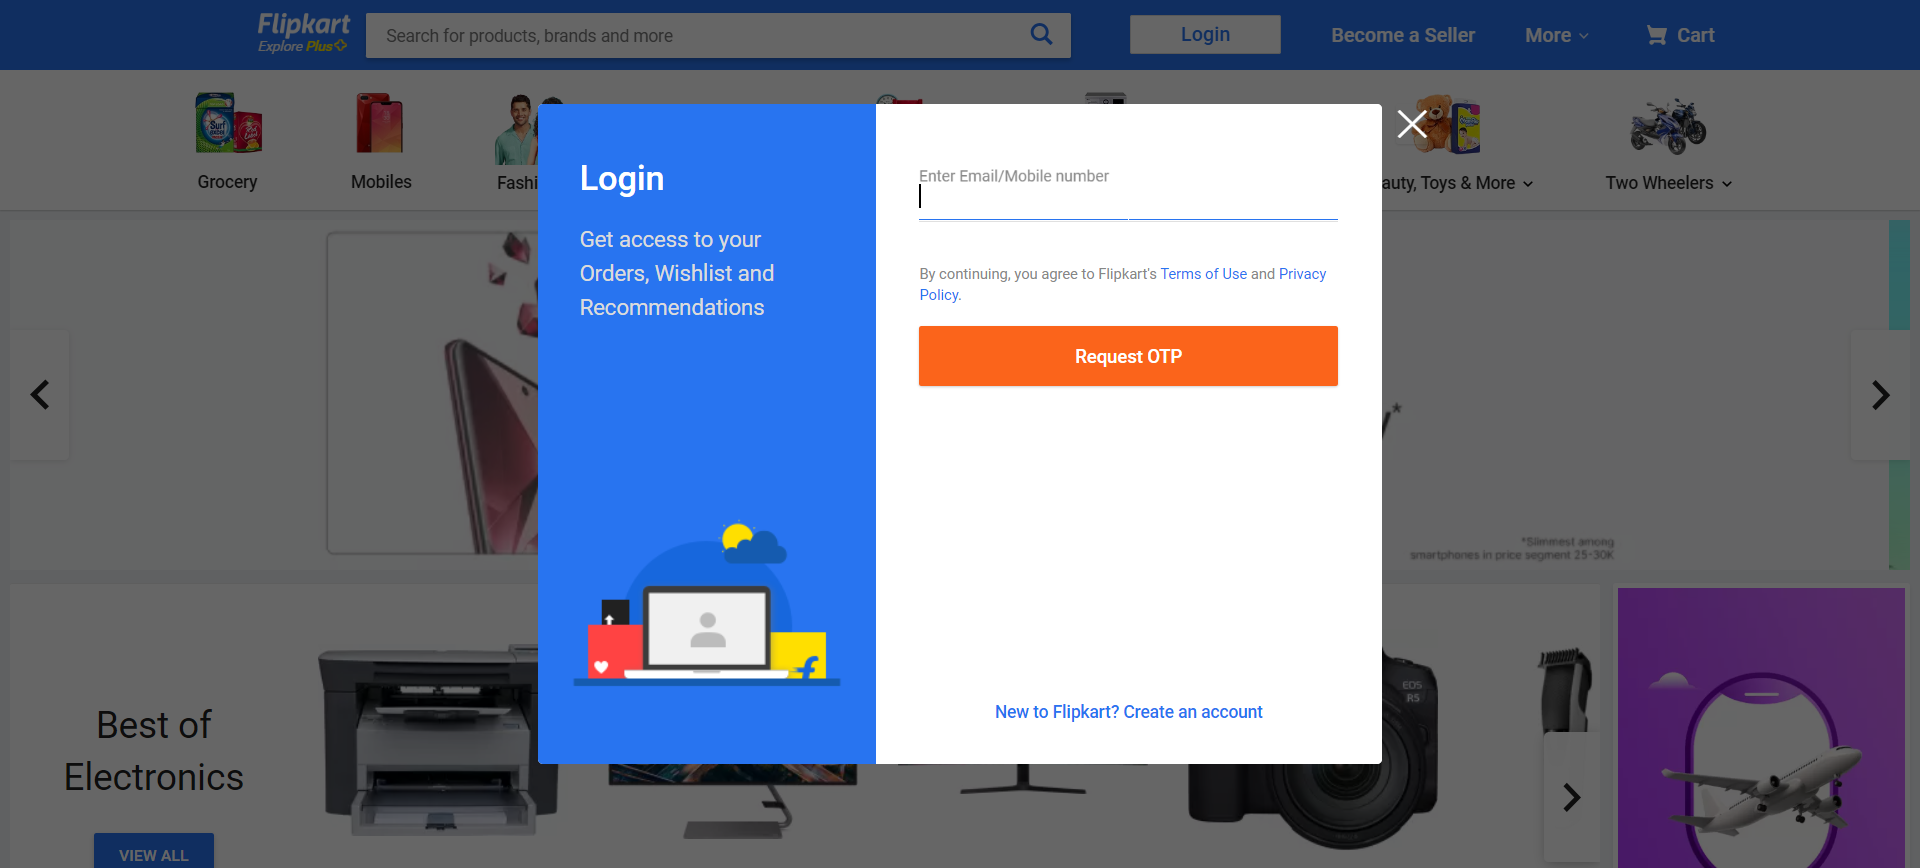 Flipkart
Explore Plus
Search for products, brands and more
Login
Become a Seller
More
Cart
Grocery
Mobiles
Fashi
auty, Toys & More
Two Wheelers
Login
Get access to your
Orders, Wishlist and
Recommendations
Enter Email/Mobile number
By continuing, you agree to Flipkart's Terms of Use and Privacy
Policy.
Request OTP
New to Flipkart? Create an account
*Slimmest among
smartphones in price segment 25-30K
Best of
Electronics
VIEW ALL
EOS
R5